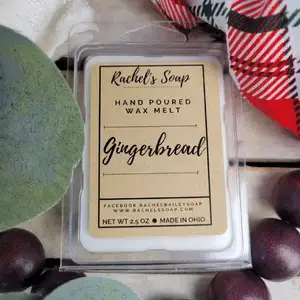 Rachel's Soap
HAND POURED
WAX MELT
Gingerbread
FACEBOOK:RACHELBAILEYSOAP
WWW.RACHELSSOAP.COM
NET WT 2.5 OZ ● MADE IN OHIO